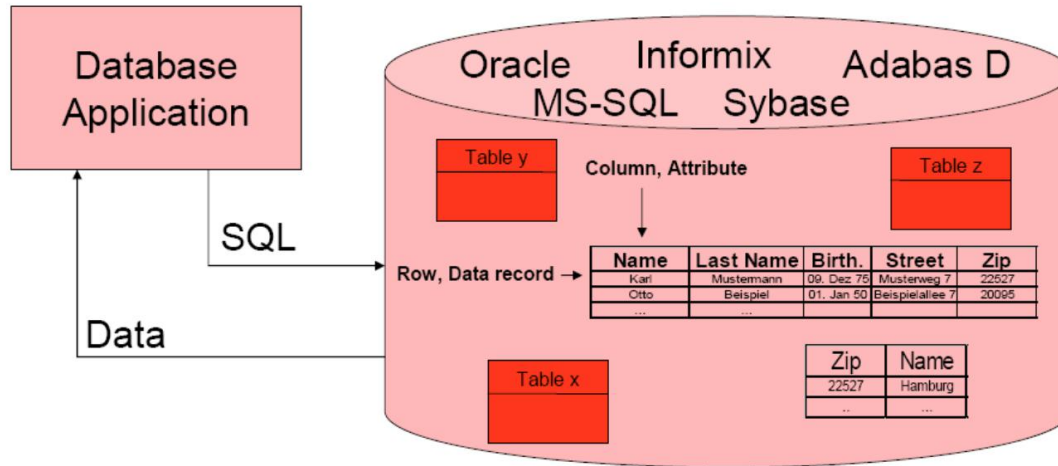 Database
Application
SQL
Data
Oracle
Informix
Adabas D
MS-SQL
Sybase
Table y
Column, Attribute
Table z
Row, Data record
Name Last Name Birth. Street Zip
Karl Mustermann 09. Dez 75 Musterweg 7 22527
Otto Beispiel 01. Jan 50 Beispielallee 7 20095
... ...
Table x
Zip Name
22527 Hamburg
.. ...